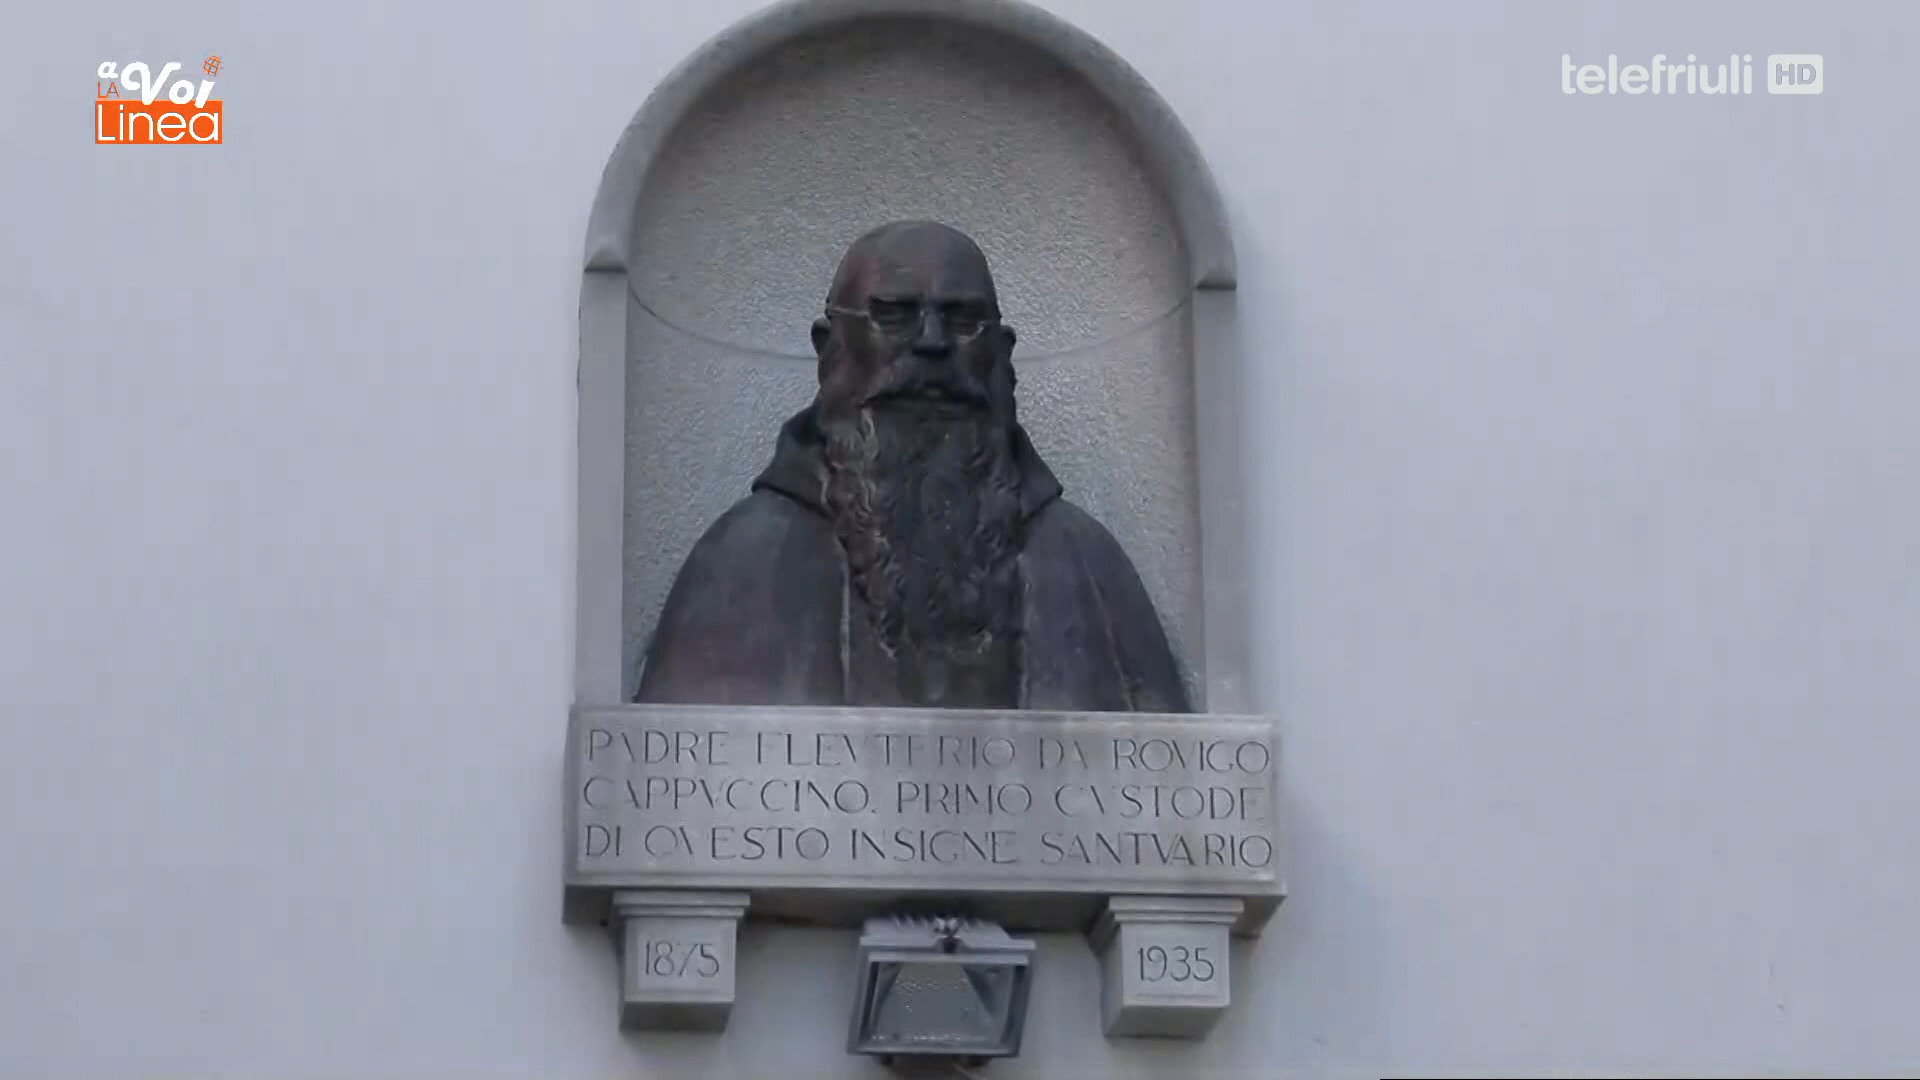 a Voi
LA
Linea
telefriuli HD
PADRE ELEVTERIO DA ROVIGO
CAPPVCCINO. PRIMO CVSTODE
DI QVESTO INSIGNE SANTVARIO
1875
1935